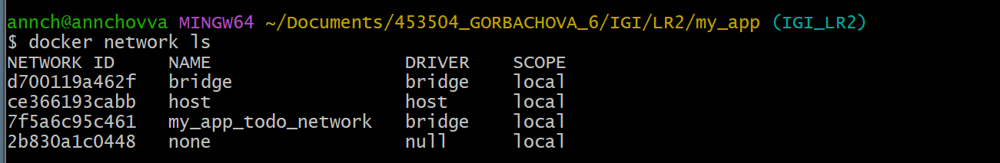 annch@annchovva MINGW64 ~/Documents/453504_GORBACHOVA_6/IGI/LR2/my_app (IGI_LR2)
$ docker network ls
NETWORK ID     NAME                  DRIVER    SCOPE
d700119a462f   bridge                bridge    local
ce366193cabb   host                  host      local
7f5a6c95c461   my_app_todo_network   bridge    local
2b830a1c0448   none                  null      local